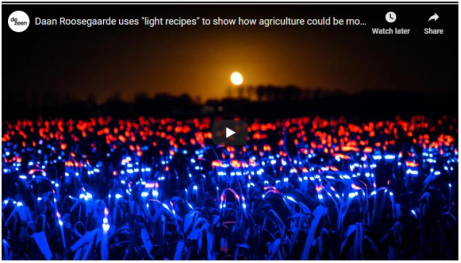 de
zeen
Daan Roosegaarde uses "light recipes" to show how agriculture could be mo...
Watch later
Share